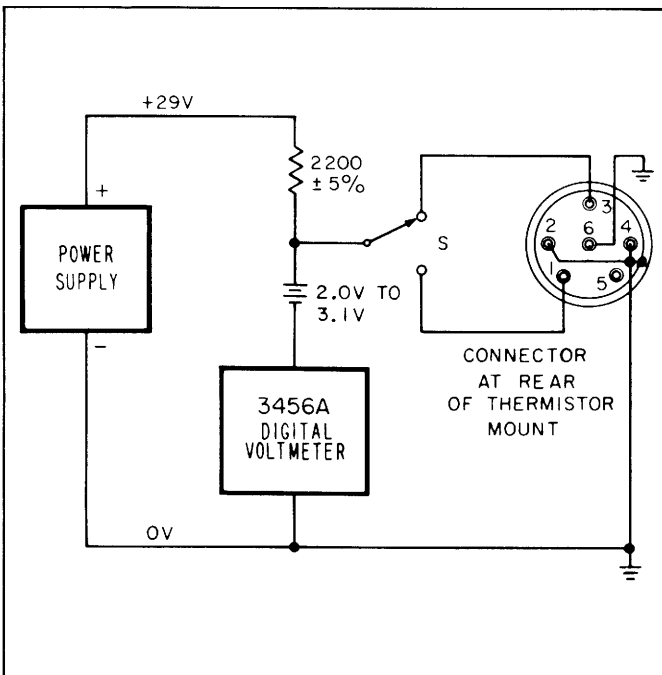 +29V
2200
±5%
+
POWER
SUPPLY
−
S
3
2
6
4
1
5
2.0V TO
3.1V
3456A
DIGITAL
VOLTMETER
CONNECTOR
AT REAR
OF THERMISTOR
MOUNT
0V